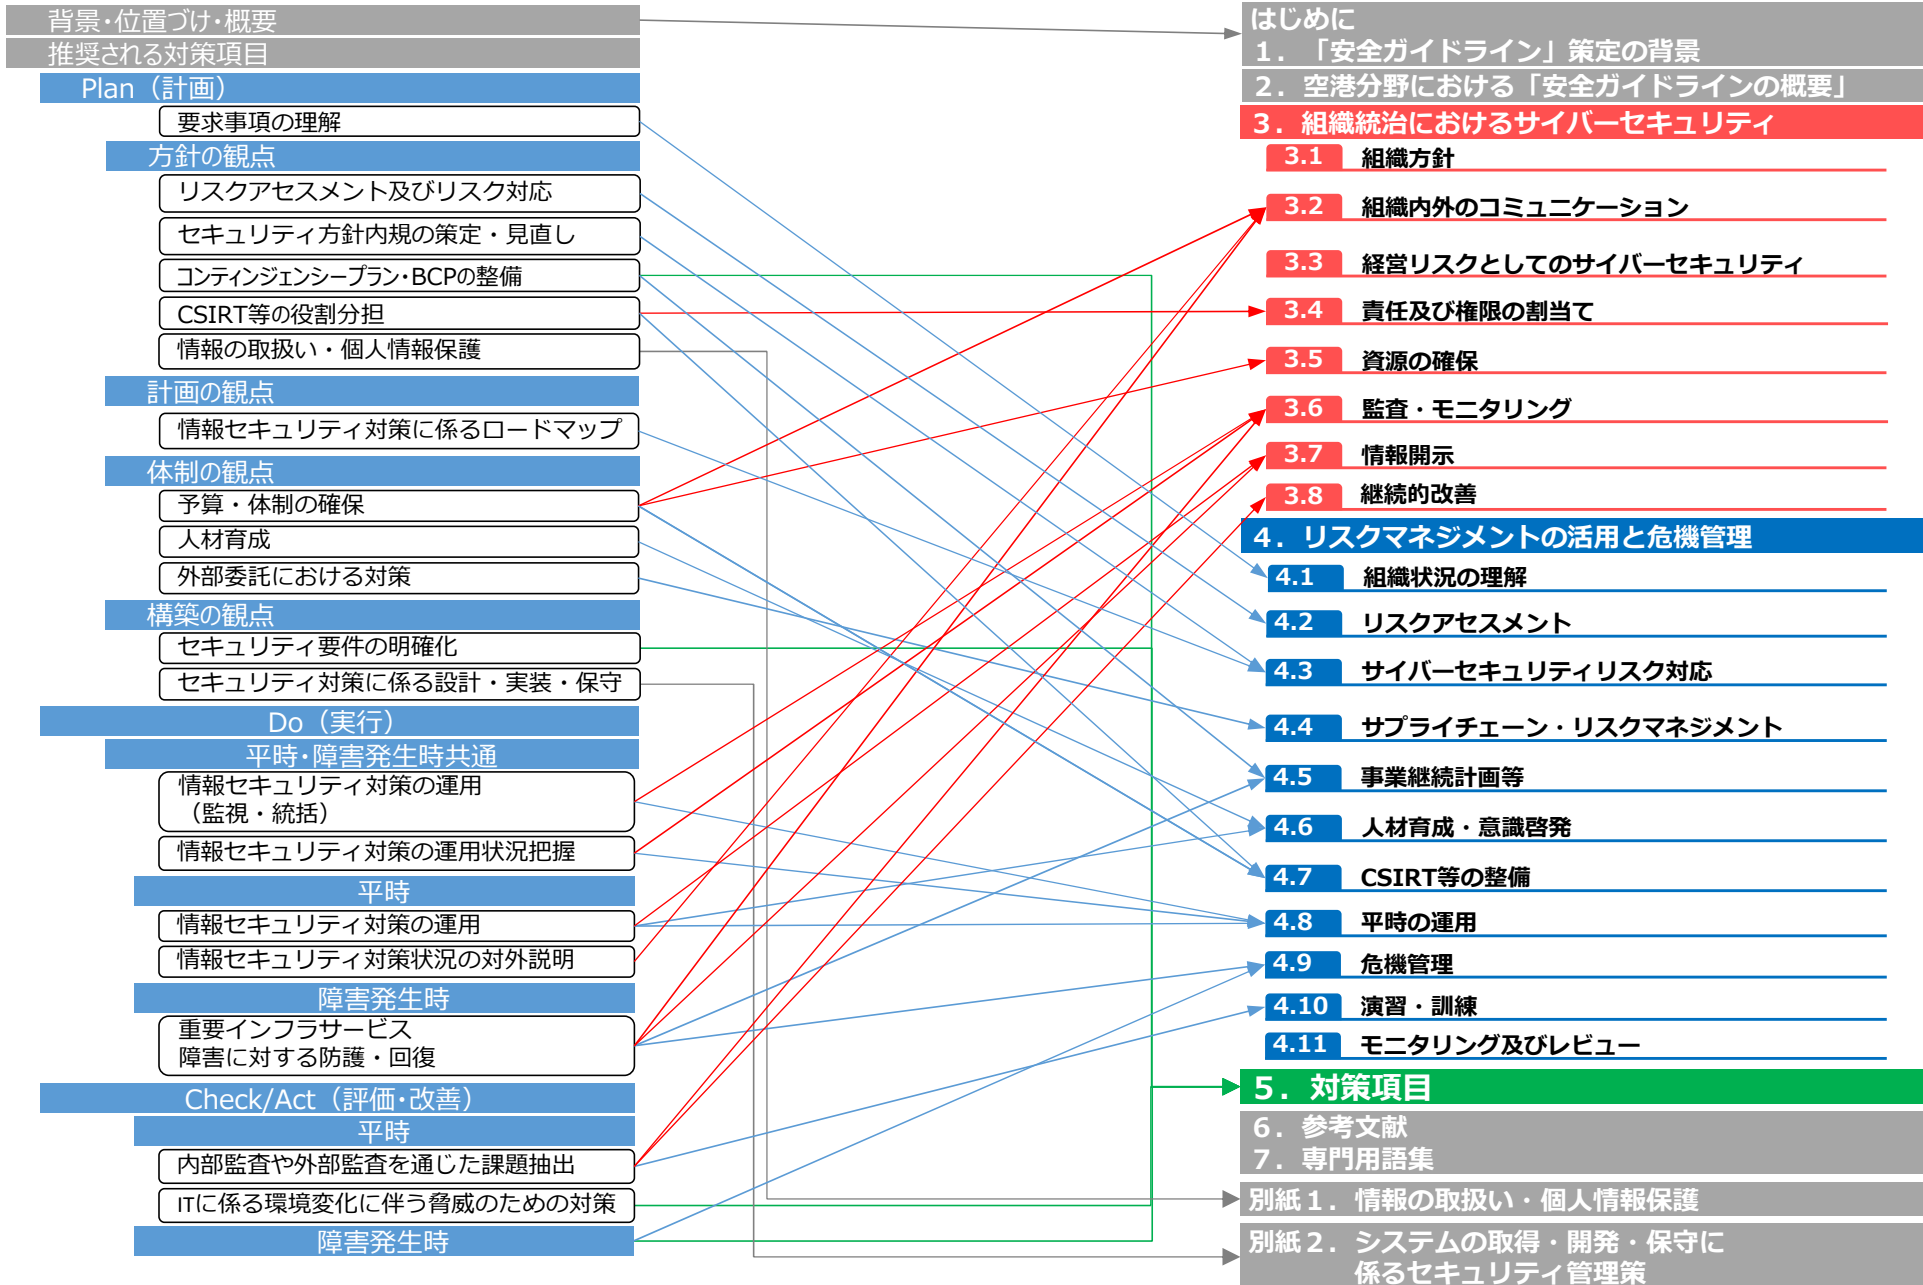 背景・位置づけ・概要
推奨される対策項目
Plan（計画）
要求事項の理解
方針の観点
リスクアセスメント及びリスク対応
セキュリティ方針内規の策定・見直し
コンティンジェンシープラン・BCPの整備
CSIRT等の役割分担
情報の取扱い・個人情報保護
計画の観点
情報セキュリティ対策に係るロードマップ
体制の観点
予算・体制の確保
人材育成
外部委託における対策
構築の観点
セキュリティ要件の明確化
セキュリティ対策に係る設計・実装・保守
Do（実行）
平時・障害発生時共通
情報セキュリティ対策の運用
（監視・統括）
情報セキュリティ対策の運用状況把握
平時
情報セキュリティ対策の運用
情報セキュリティ対策状況の対外説明
障害発生時
重要インフラサービス
障害に対する防護・回復
Check/Act（評価・改善）
平時
内部監査や外部監査を通じた課題抽出
ITに係る環境変化に伴う脅威のための対策
障害発生時
はじめに
１．「安全ガイドライン」策定の背景
２．空港分野における「安全ガイドラインの概要」
３．組織統治におけるサイバーセキュリティ
3.1 組織方針
3.2 組織内外のコミュニケーション
3.3 経営リスクとしてのサイバーセキュリティ
3.4 責任及び権限の割当て
3.5 資源の確保
3.6 監査・モニタリング
3.7 情報開示
3.8 継続的改善
４．リスクマネジメントの活用と危機管理
4.1 組織状況の理解
4.2 リスクアセスメント
4.3 サイバーセキュリティリスク対応
4.4 サプライチェーン・リスクマネジメント
4.5 事業継続計画等
4.6 人材育成・意識啓発
4.7 CSIRT等の整備
4.8 平時の運用
4.9 危機管理
4.10 演習・訓練
4.11 モニタリング及びレビュー
５．対策項目
６．参考文献
７．専門用語集
別紙１．情報の取扱い・個人情報保護
別紙２．システムの取得・開発・保守に
係るセキュリティ管理策